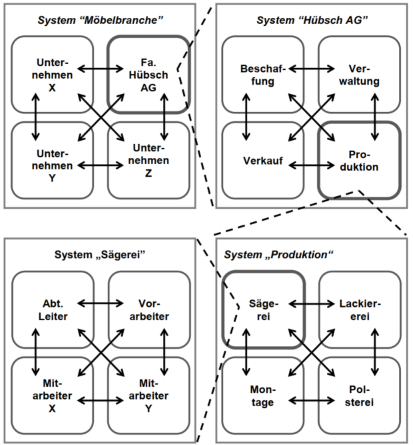 System “Möbelbranche”
Unter-
nehmen
X
Fa.
Hübsch
AG
Unter-
nehmen
Y
Unter-
nehmen
Z
System “Hübsch AG”
Beschaf-
fung
Ver-
waltung
Verkauf
Pro-
duktion
System „Sägerei”
Abt.
Leiter
Vor-
arbeiter
Mit-
arbeiter
X
Mit-
arbeiter
Y
System „Produktion“
Säge-
rei
Lackier-
erei
Mon-
tage
Pol-
sterei